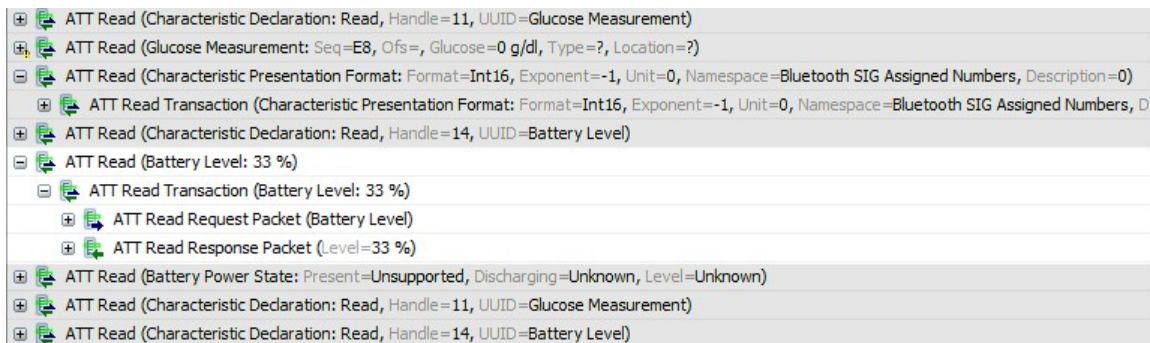 ATT Read (Characteristic Declaration: Read, Handle=11, UUID=Glucose Measurement)
ATT Read (Glucose Measurement: Seq=E8, Ofs=, Glucose=0 g/dl, Type=?, Location=?)
ATT Read (Characteristic Presentation Format: Format=Int16, Exponent=-1, Unit=0, Namespace=Bluetooth SIG Assigned Numbers, Description=0)
ATT Read Transaction (Characteristic Presentation Format: Format=Int16, Exponent=-1, Unit=0, Namespace=Bluetooth SIG Assigned Numbers, D
ATT Read (Characteristic Declaration: Read, Handle=14, UUID=Battery Level)
ATT Read (Battery Level: 33 %)
ATT Read Transaction (Battery Level: 33 %)
ATT Read Request Packet (Battery Level)
ATT Read Response Packet (Level=33 %)
ATT Read (Battery Power State: Present=Unsupported, Discharging=Unknown, Level=Unknown)
ATT Read (Characteristic Declaration: Read, Handle=11, UUID=Glucose Measurement)
ATT Read (Characteristic Declaration: Read, Handle=14, UUID=Battery Level)